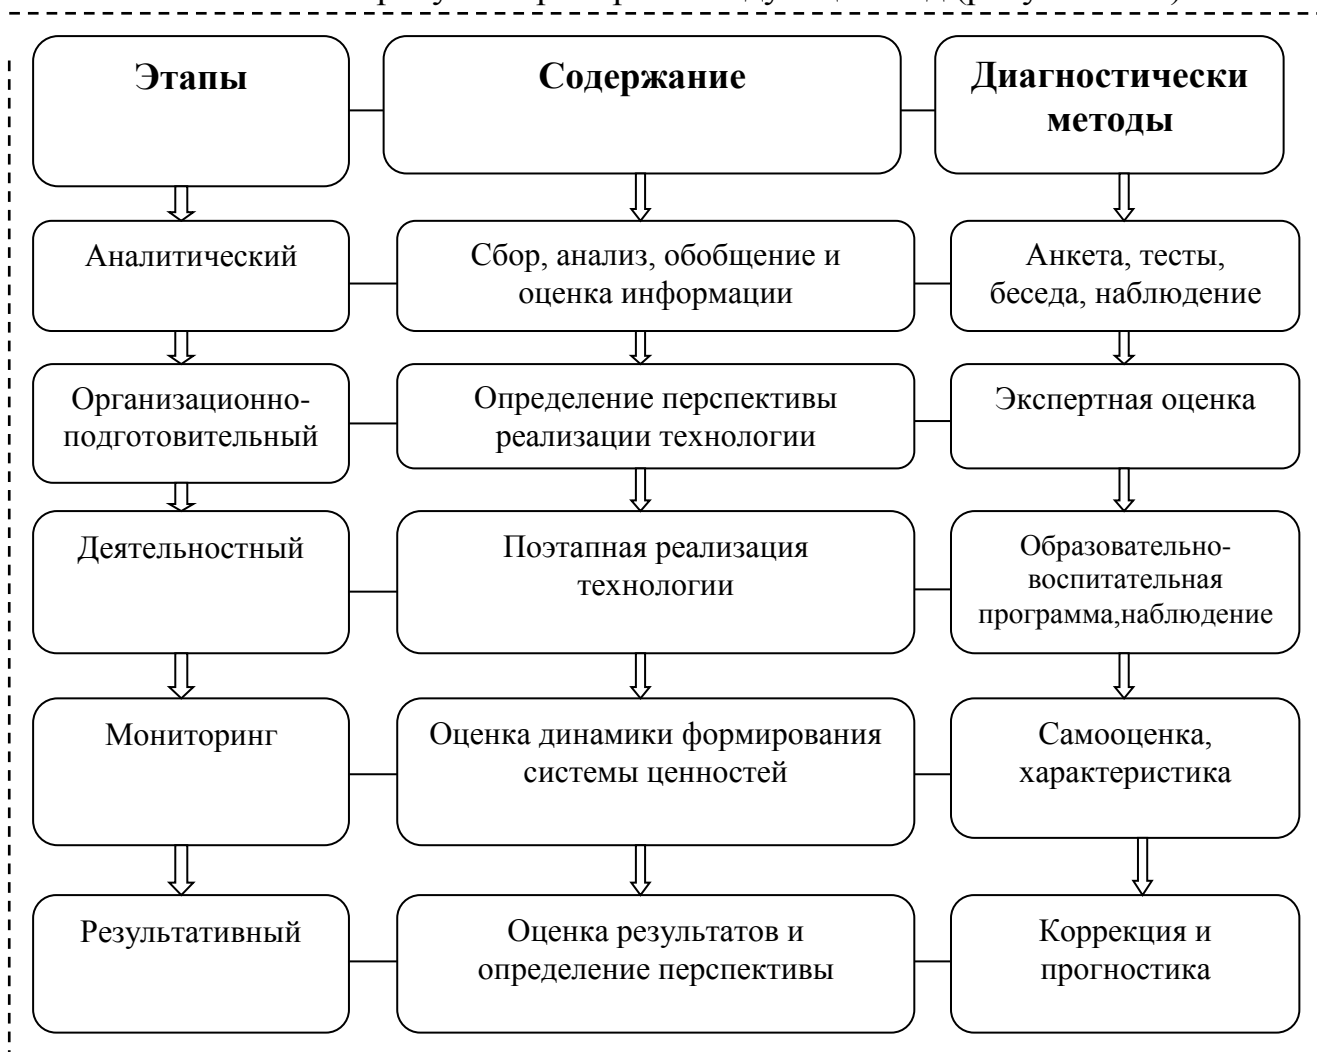 Этапы
Содержание
Диагностически
методы
Аналитический
Сбор, анализ, обобщение и
оценка информации
Анкета, тесты,
беседа, наблюдение
Организационно-
подготовительный
Определение перспективы
реализации технологии
Экспертная оценка
Деятельностный
Поэтапная реализация
технологии
Образовательно-
воспитательная
программа,наблюдение
Мониторинг
Оценка динамики формирования
системы ценностей
Самооценка,
характеристика
Результативный
Оценка результатов и
определение перспективы
Коррекция и
прогностика